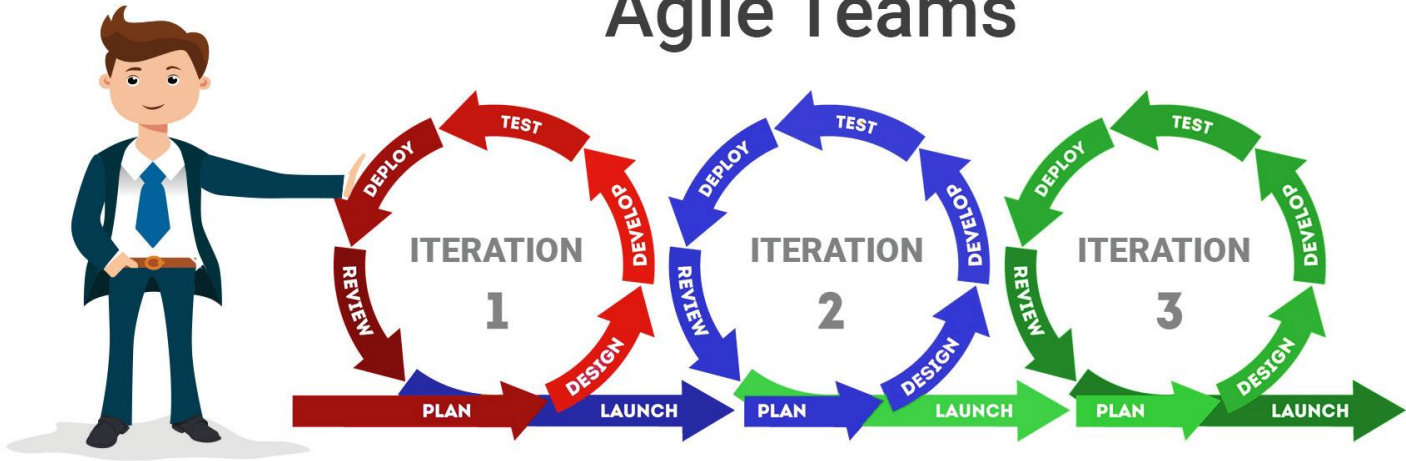 Agile Teams
ITERATION
1
PLAN
DESIGN
DEVELOP
TEST
DEPLOY
REVIEW
LAUNCH
ITERATION
2
PLAN
DESIGN
DEVELOP
TEST
DEPLOY
REVIEW
LAUNCH
ITERATION
3
PLAN
DESIGN
DEVELOP
TEST
DEPLOY
REVIEW
LAUNCH